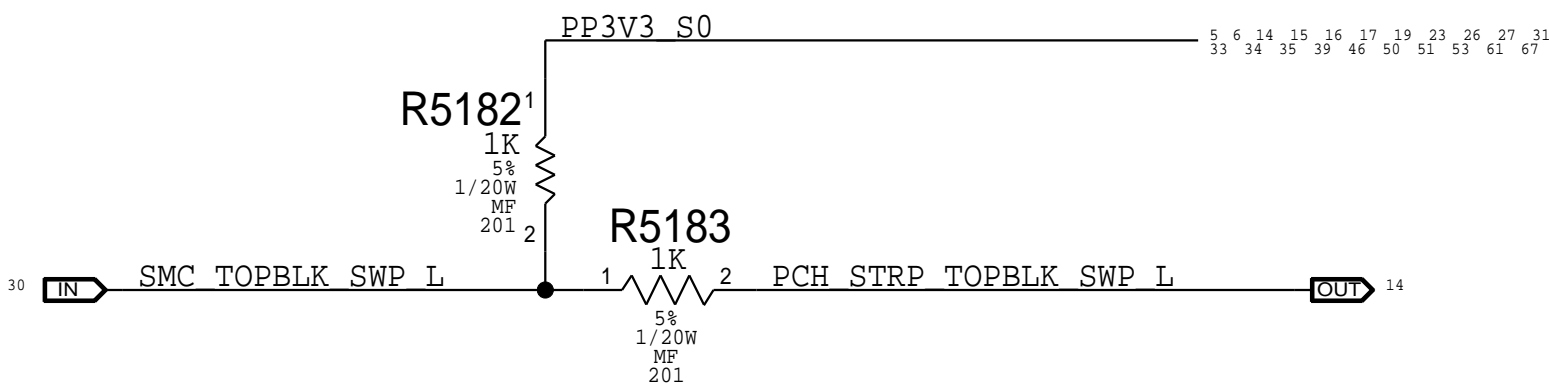 PP3V3_S0
5 6 14 15 16 17 19 23 26 27 31
33 34 35 39 46 50 51 53 61 67
R5182
1
1K
5%
1/20W
MF
201
2
R5183
1K
30
IN
SMC_TOPBLK_SWP_L
1
2
PCH_STRP_TOPBLK_SWP_L
OUT
14
5%
1/20W
MF
201